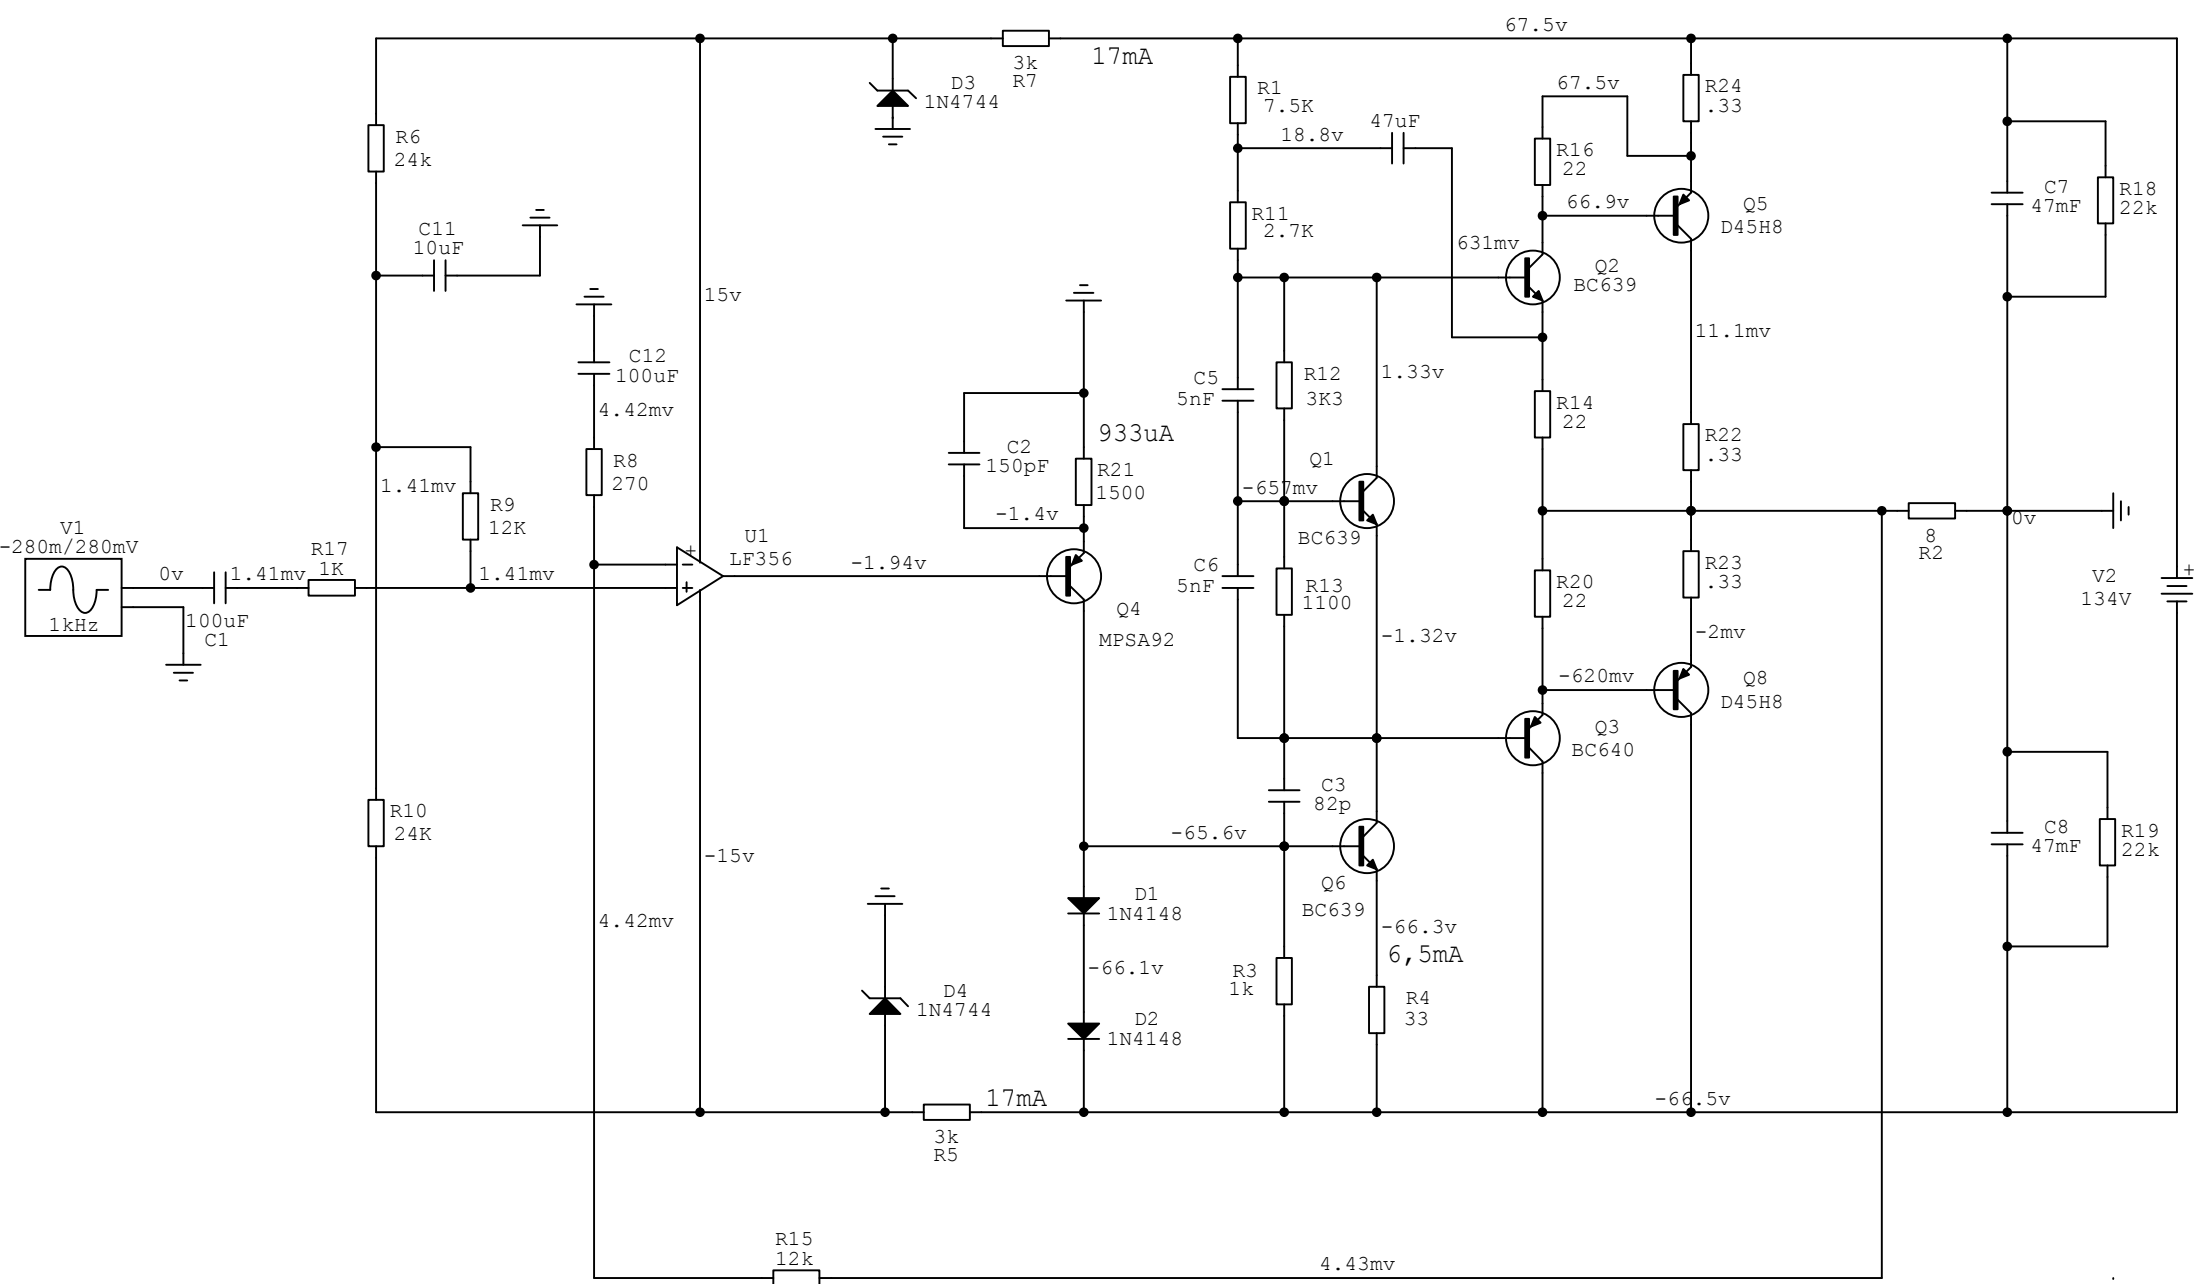 67.5v
17mA
3k
R7
D3
1N4744
R1
7.5K
67.5v
R24
.33
18.8v
47uF
R6
24k
R16
22
C7
47mF
R18
22k
R11
2.7K
66.9v
Q5
D45H8
C11
10uF
631mv
Q2
BC639
15v
11.1mv
C12
100uF
C5
5nF
R12
3K3
1.33v
4.42mv
R14
22
933uA
C2
150pF
R21
1500
R22
.33
R8
270
Q1
-657mv
1.41mv
R9
12K
-1.4v
BC639
0v
8
R2
V1
-280m/280mV
1kHz
0v
1.41mv
R17
1K
100uF
C1
1.41mv
U1
LF356
-1.94v
C6
5nF
R13
1100
R20
22
R23
.33
V2
134V
+
+
−
+
Q4
MPSA92
-1.32v
-2mv
-620mv
Q8
D45H8
Q3
BC640
R10
24K
C3
82p
-65.6v
C8
47mF
R19
22k
-15v
D1
1N4148
Q6
BC639
4.42mv
-66.3v
6,5mA
-66.1v
R3
1k
D4
1N4744
R4
33
D2
1N4148
17mA
-66.5v
3k
R5
R15
12k
4.43mv